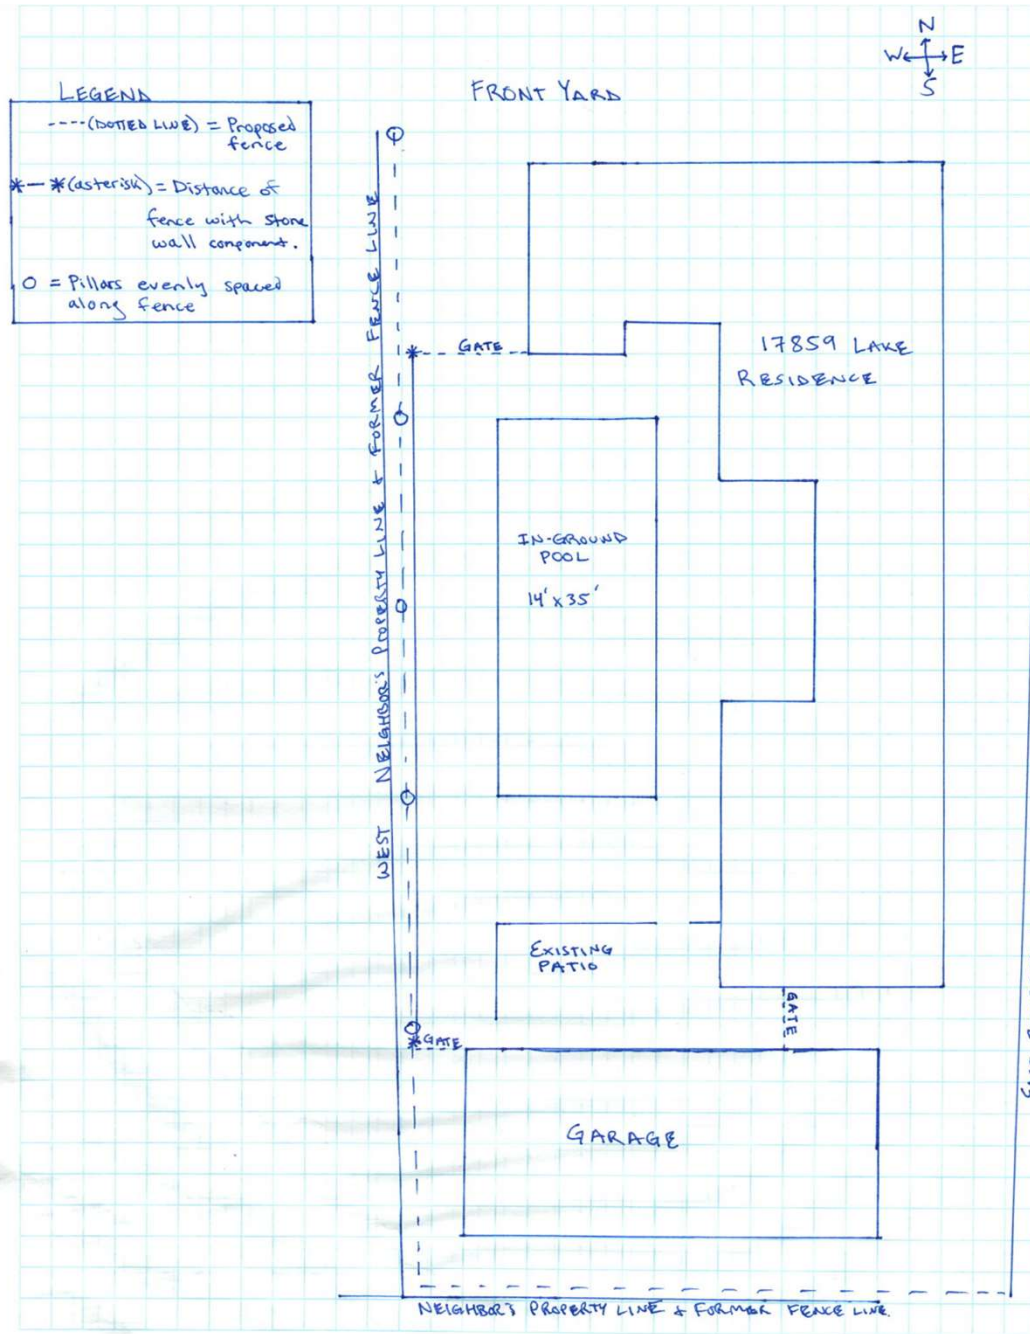 N
W E
S
LEGEND
---- (DOTTED LINE) = Proposed
fence
*—*(asterisk) = Distance of
fence with stone
wall component.
O = Pillars evenly spaced
along fence
FRONT YARD
WEST NEIGHBOR'S PROPERTY LINE & FORMER FENCE LINE
GATE
17859 LAKE
RESIDENCE
IN-GROUND
POOL
14' x 35'
EXISTING
PATIO
GATE
GATE
GARAGE
NEIGHBOR'S PROPERTY LINE & FORMER FENCE LINE